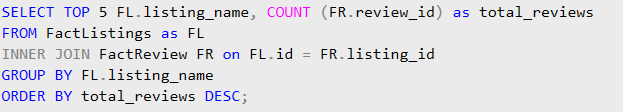 SELECT TOP 5 FL.listing_name, COUNT (FR.review_id) as total_reviews
FROM FactListings as FL
INNER JOIN FactReview FR on FL.id = FR.listing_id
GROUP BY FL.listing_name
ORDER BY total_reviews DESC;